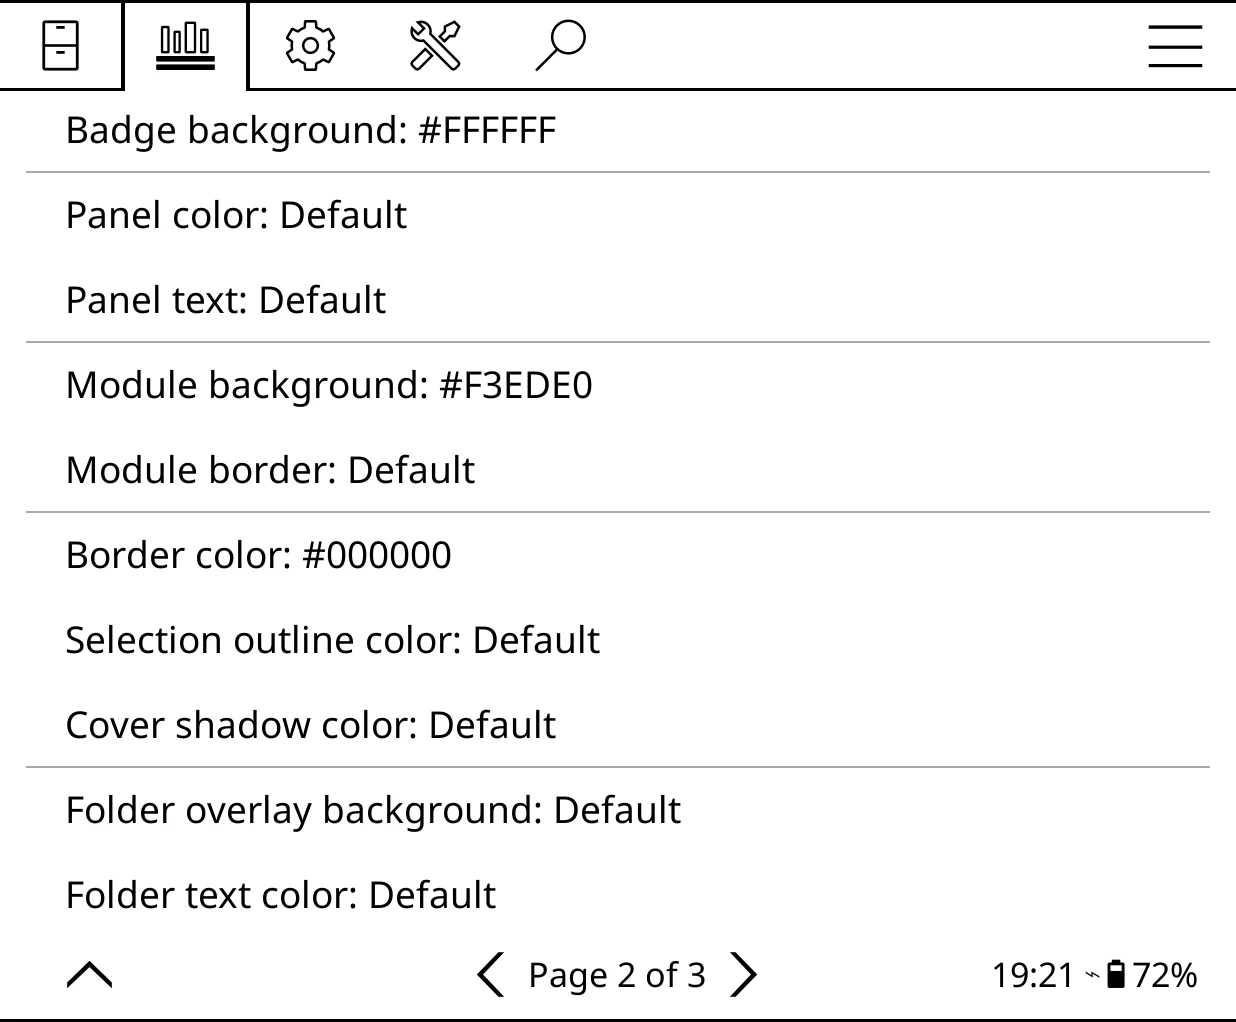 Badge background: #FFFFFF
Panel color: Default
Panel text: Default
Module background: #F3EDE0
Module border: Default
Border color: #000000
Selection outline color: Default
Cover shadow color: Default
Folder overlay background: Default
Folder text color: Default
Page 2 of 3
19:21 72%